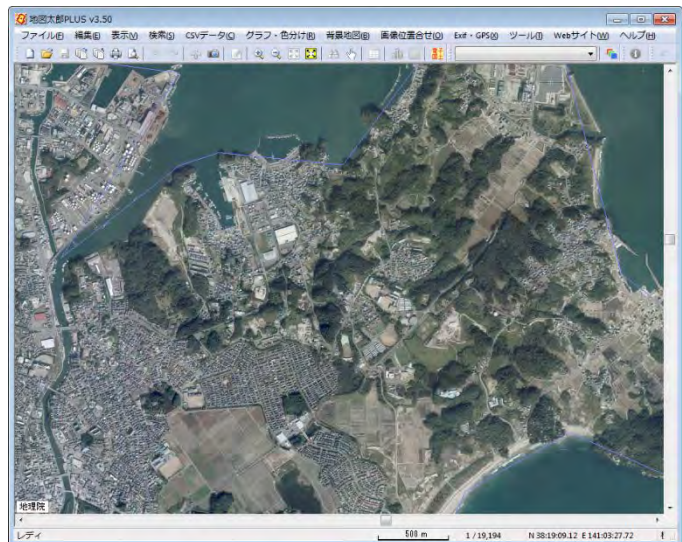 地図太郎PLUS v3.50
ファイル(F) 編集(E) 表示(V) 検索(S) CSVデータ(C) グラフ・色分け(R) 背景地図(B) 画像位置合せ(O) Exif・GPS(X) ツール(T) Webサイト(W) ヘルプ(H)
地理院
レディ 500 m 1 / 19,194 N 38:19:09.12 E 141:03:27.72